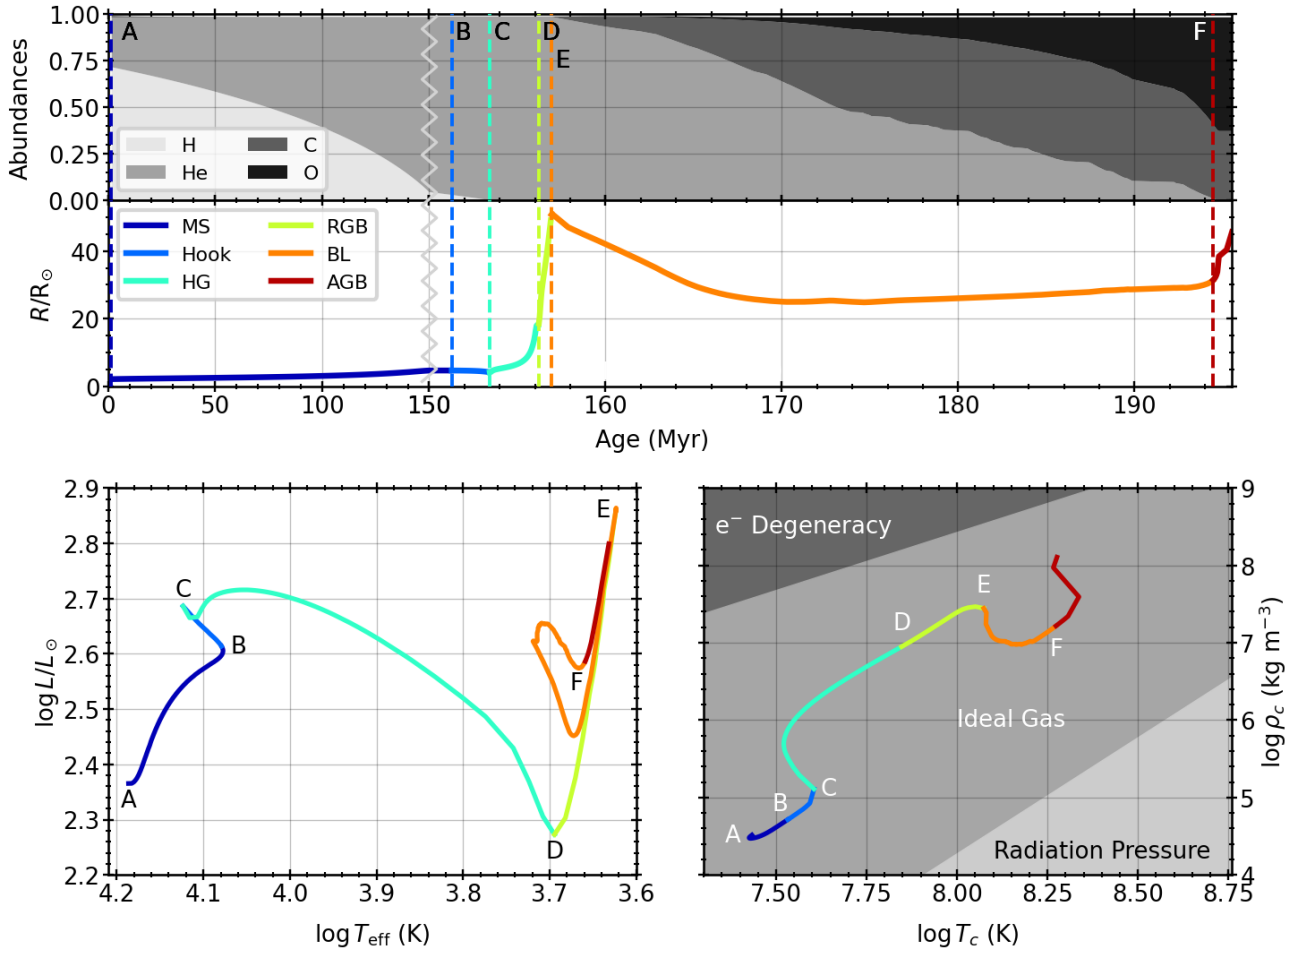 1.00
0.75
0.50
0.25
0.00
Abundances
A
B
C
D
E
F
H
He
C
O
40
20
0
R/R⊙
MS
Hook
HG
RGB
BL
AGB
0
50
100
150
160
170
180
190
Age (Myr)
2.9
2.8
2.7
2.6
2.5
2.4
2.3
2.2
log L/L⊙
A
B
C
D
E
F
4.2
4.1
4.0
3.9
3.8
3.7
3.6
log Teff (K)
e⁻ Degeneracy
Ideal Gas
Radiation Pressure
A
B
C
D
E
F
9
8
7
6
5
4
log ρc (kg m⁻³)
7.50
7.75
8.00
8.25
8.50
8.75
log Tc (K)